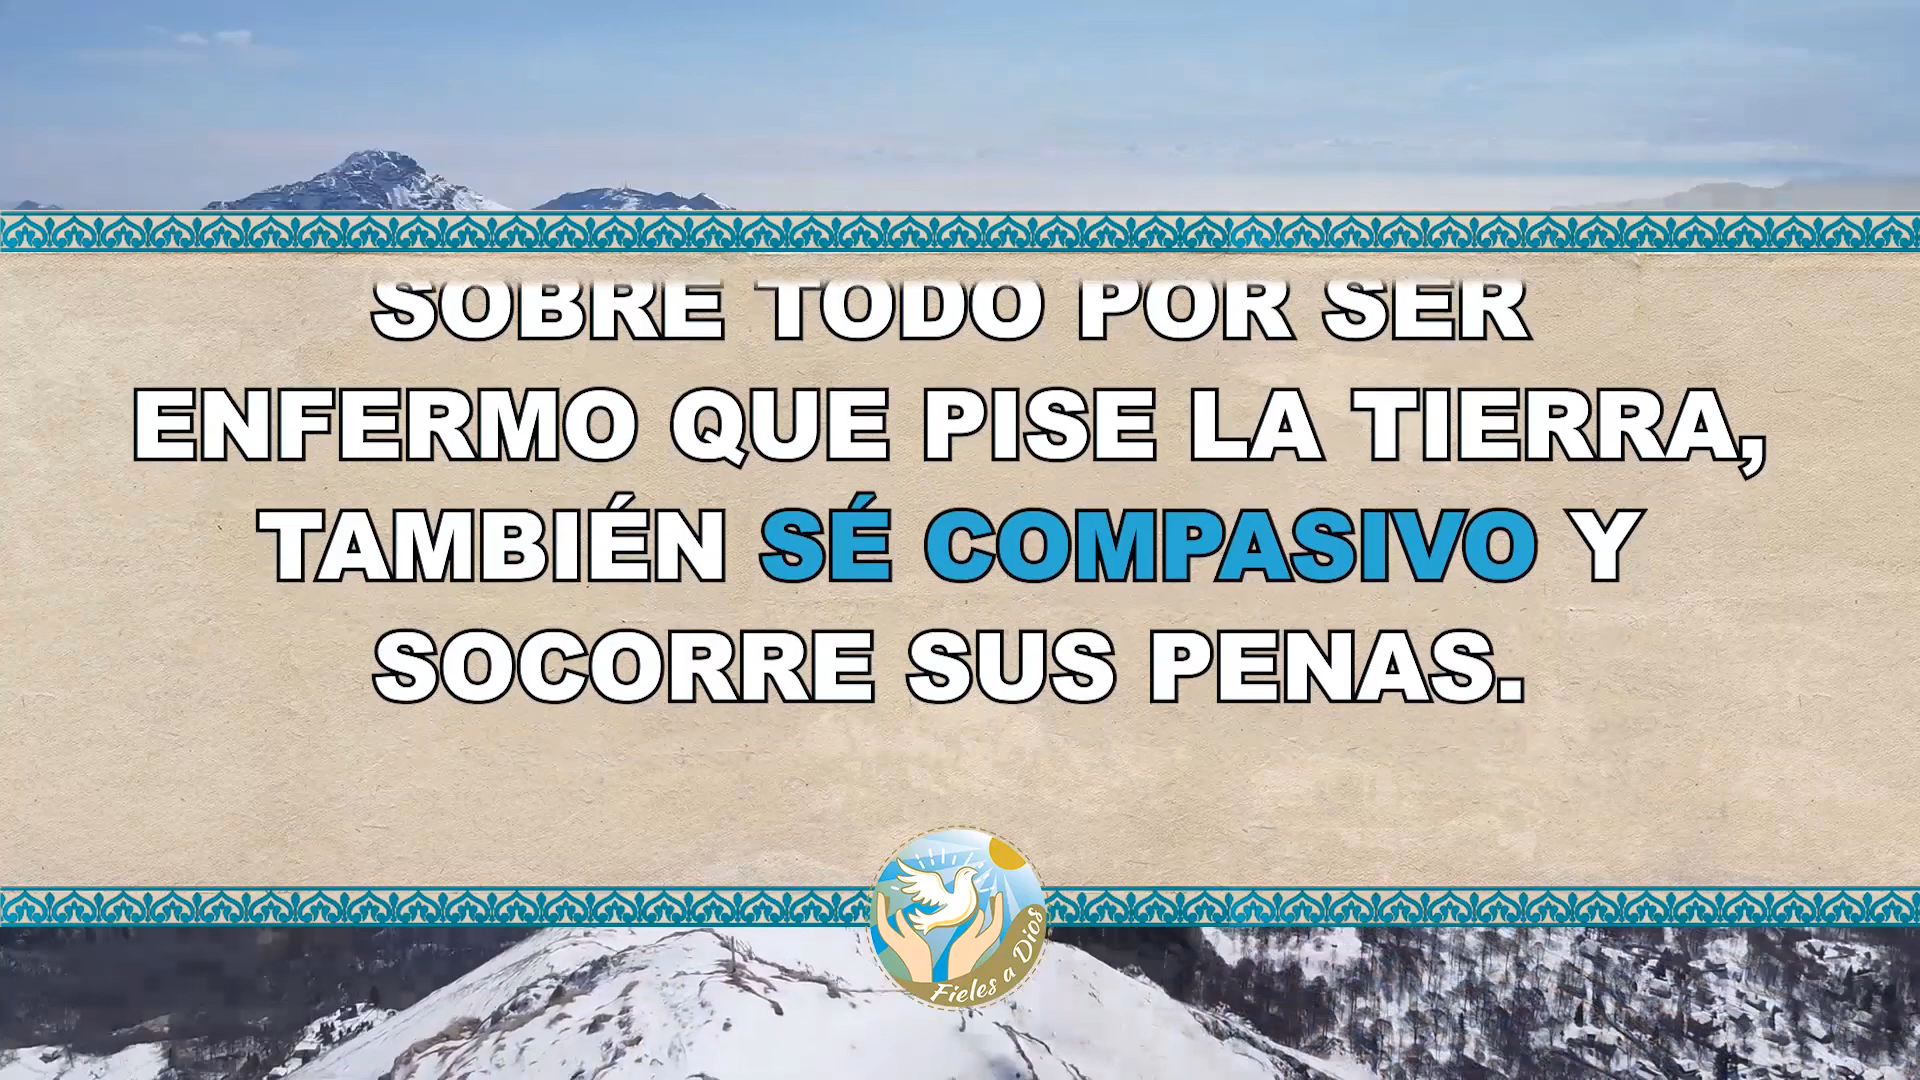 SOBRE TODO POR SER
ENFERMO QUE PISE LA TIERRA,
TAMBIÉN SÉ COMPASIVO Y
SOCORRE SUS PENAS.
Fieles a Dios